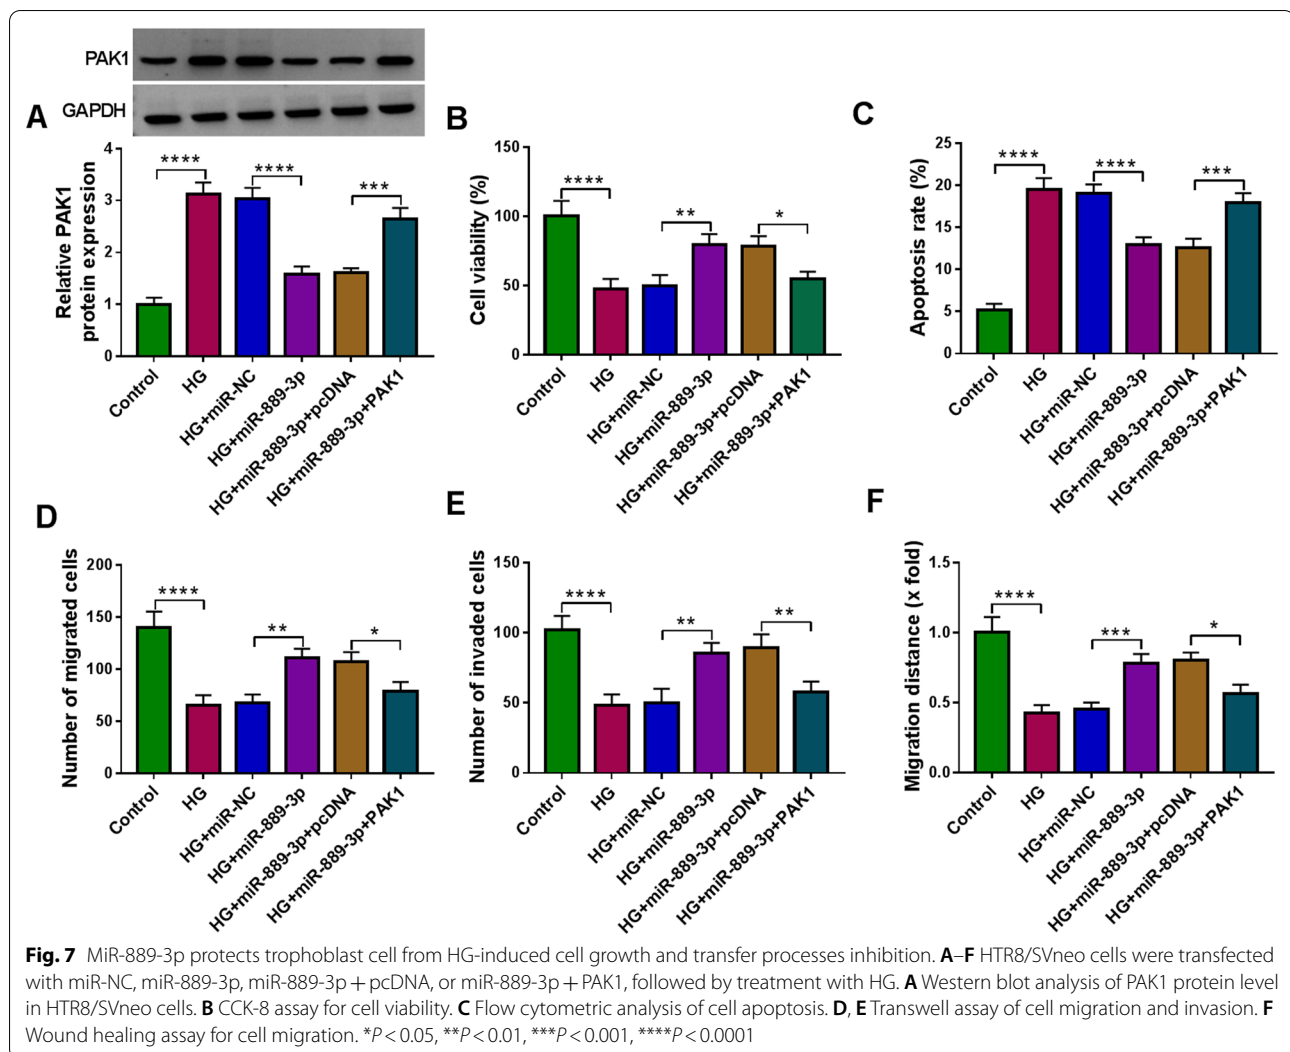 PAK1
GAPDH
A
****
****
***
Relative PAK1
protein expression
4
3
2
1
0
Control
HG
HG+miR-NC
HG+miR-889-3p
HG+miR-889-3p+pcDNA
HG+miR-889-3p+PAK1
B
****
**
*
Cell viability (%)
150
100
50
0
Control
HG
HG+miR-NC
HG+miR-889-3p
HG+miR-889-3p+pcDNA
HG+miR-889-3p+PAK1
C
****
****
***
Apoptosis rate (%)
25
20
15
10
5
0
Control
HG
HG+miR-NC
HG+miR-889-3p
HG+miR-889-3p+pcDNA
HG+miR-889-3p+PAK1
D
****
**
*
Number of migrated cells
200
150
100
50
0
Control
HG
HG+miR-NC
HG+miR-889-3p
HG+miR-889-3p+pcDNA
HG+miR-889-3p+PAK1
E
****
**
**
Number of invaded cells
150
100
50
0
Control
HG
HG+miR-NC
HG+miR-889-3p
HG+miR-889-3p+pcDNA
HG+miR-889-3p+PAK1
F
****
***
*
Migration distance (x fold)
1.5
1.0
0.5
0.0
Control
HG
HG+miR-NC
HG+miR-889-3p
HG+miR-889-3p+pcDNA
HG+miR-889-3p+PAK1
Fig. 7 MiR-889-3p protects trophoblast cell from HG-induced cell growth and transfer processes inhibition. A–F HTR8/SVneo cells were transfected
with miR-NC, miR-889-3p, miR-889-3p + pcDNA, or miR-889-3p + PAK1, followed by treatment with HG. A Western blot analysis of PAK1 protein level
in HTR8/SVneo cells. B CCK-8 assay for cell viability. C Flow cytometric analysis of cell apoptosis. D, E Transwell assay of cell migration and invasion. F
Wound healing assay for cell migration. *P < 0.05, **P < 0.01, ***P < 0.001, ****P < 0.0001